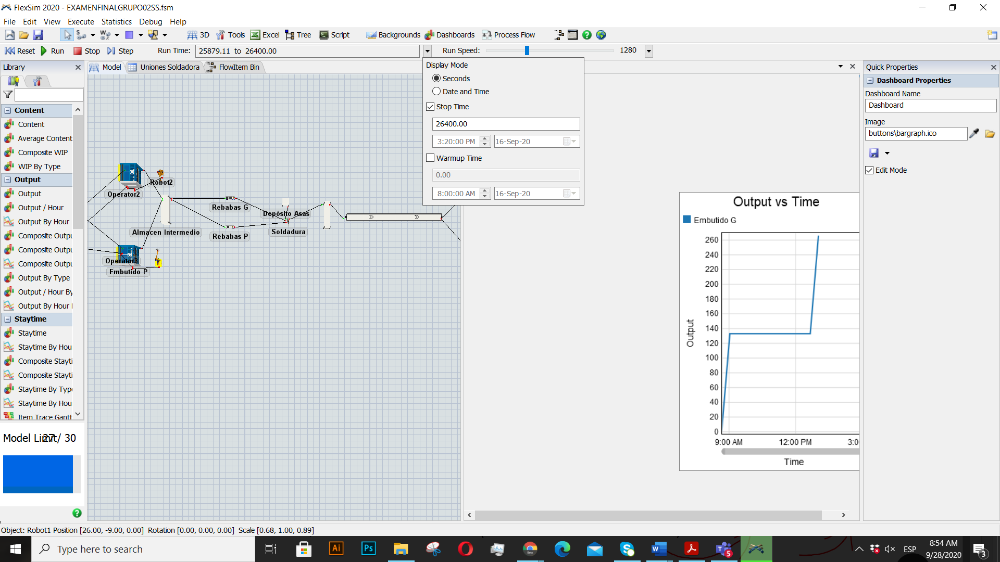 FlexSim 2020 - EXAMENFINALGRUPO02SS.fsm
File Edit View Execute Statistics Debug Help
3D Tools Excel Tree Script Backgrounds Dashboards Process Flow
Reset Run Stop Step Run Time: 25879.11 to 26400.00 Run Speed: 1280
Library
Model Uniones Soldadora FlowItem Bin
Content
Content
Average Content
Composite WIP
WIP By Type
Output
Output
Output / Hour
Output By Hour
Composite Outpu
Composite Outpu
Composite Outpu
Output By Type
Output / Hour By
Output By Hour
Staytime
Staytime
Staytime By Hou
Composite Stayti
Composite Stayti
Staytime By Type
Staytime By Hou
Item Trace Gantt
Model Limit: 27 / 30
Operator2
Robot2
Almacen Intermedio
Rebabas G
Rebabas P
Deposito Asas
Soldadura
Operator3
Embutido P
Display Mode
Seconds
Date and Time
Stop Time
26400.00
3:20:00 PM 16-Sep-20
Warmup Time
0.00
8:00:00 AM 16-Sep-20
Output vs Time
Embutido G
260
240
220
200
180
160
140
120
100
80
60
40
20
0
Output
9:00 AM 12:00 PM 3:0
Time
Quick Properties
Dashboard Properties
Dashboard Name
Dashboard
Image
buttons\bargraph.ico
Edit Mode
Object: Robot1 Position [26.00, -9.00, 0.00] Rotation [0.00, 0.00, 0.00] Scale [0.68, 1.00, 0.89]
Type here to search
Ai
Ps
5
ESP
8:54 AM
9/28/2020
3